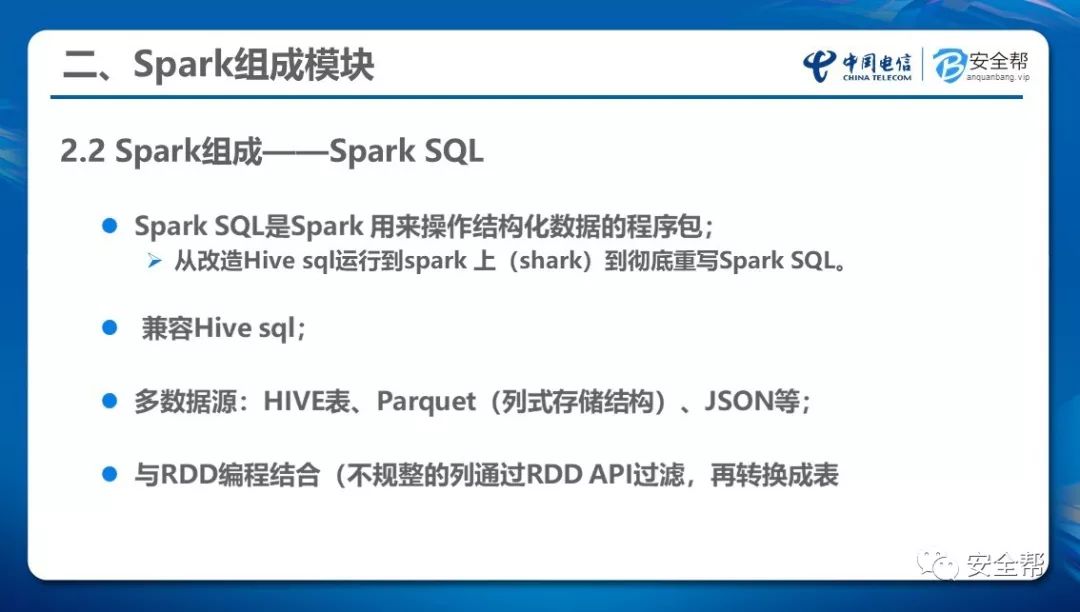 二、Spark组成模块
中国电信
CHINA TELECOM
安全帮
anquanbang.vip
2.2 Spark组成——Spark SQL
Spark SQL是Spark 用来操作结构化数据的程序包；
从改造Hive sql运行到spark 上（shark）到彻底重写Spark SQL。
兼容Hive sql；
多数据源：HIVE表、Parquet（列式存储结构）、JSON等；
与RDD编程结合（不规整的列通过RDD API过滤，再转换成表
安全帮